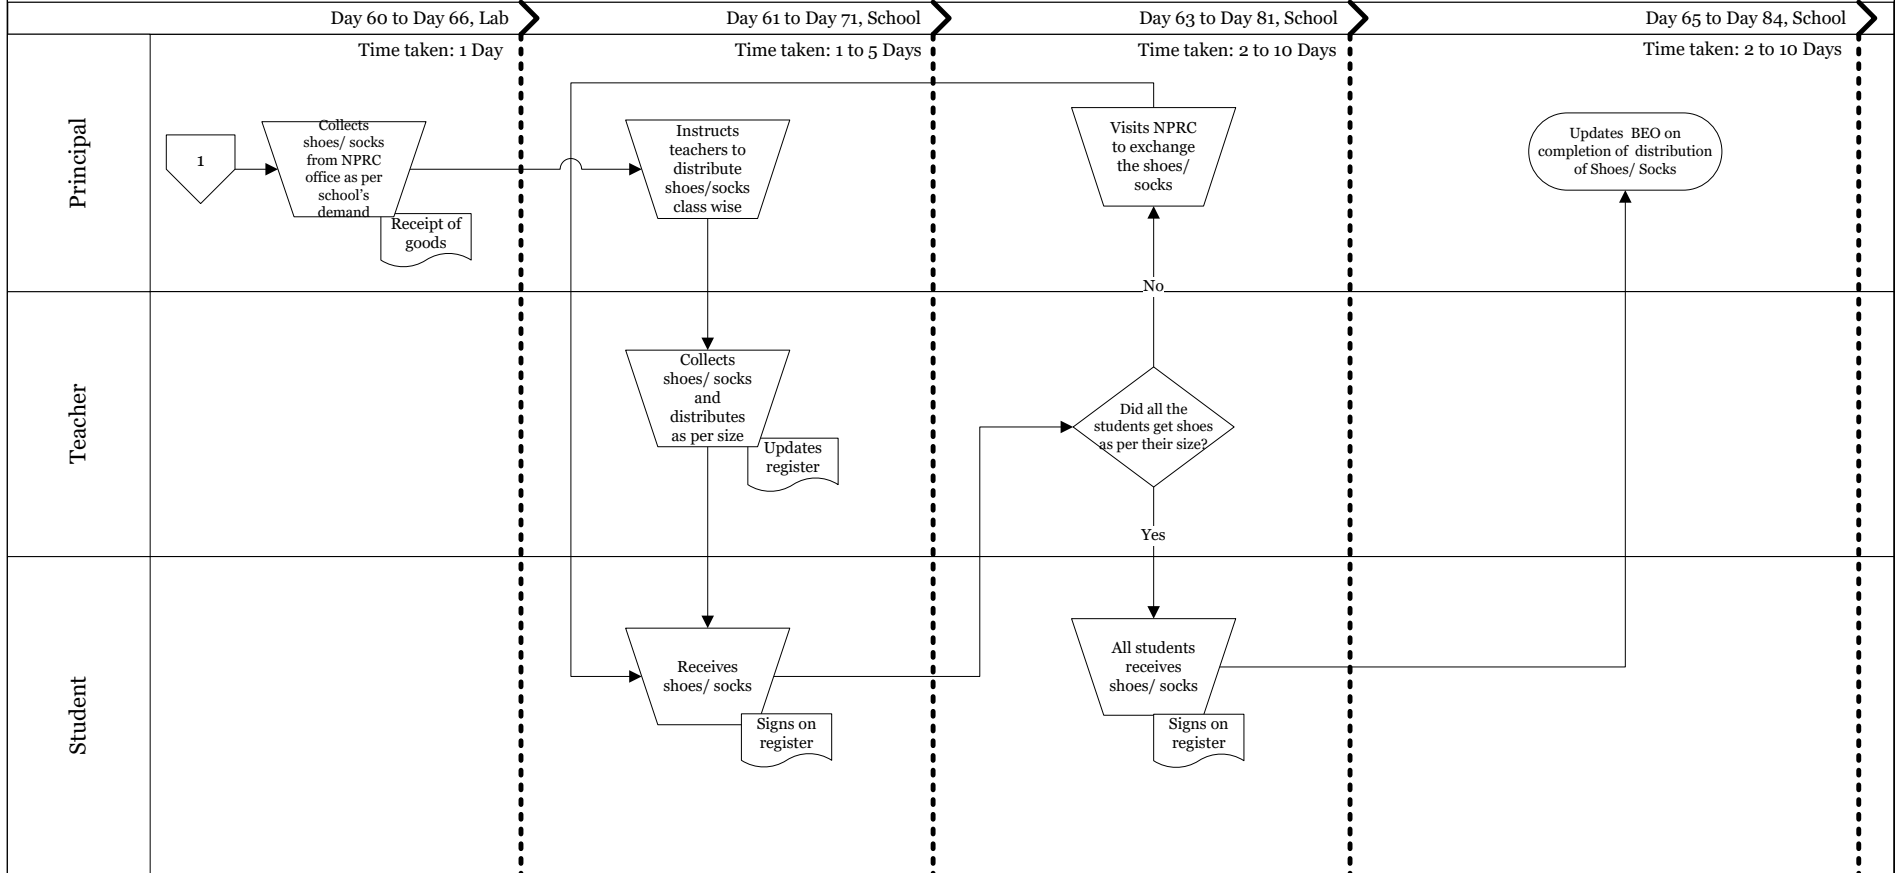 Day 60 to Day 66, Lab
Day 61 to Day 71, School
Day 63 to Day 81, School
Day 65 to Day 84, School
Time taken: 1 Day
Time taken: 1 to 5 Days
Time taken: 2 to 10 Days
Time taken: 2 to 10 Days
Principal
1
Collects
shoes/ socks
from NPRC
office as per
school's
demand
Receipt of
goods
Instructs
teachers to
distribute
shoes/socks
class wise
Visits NPRC
to exchange
the shoes/
socks
Updates BEO on
completion of distribution
of Shoes/ Socks
No
Teacher
Collects
shoes/ socks
and
distributes
as per size
Updates
register
Did all the
students get shoes
as per their size?
Yes
Student
Receives
shoes/ socks
Signs on
register
All students
receives
shoes/ socks
Signs on
register